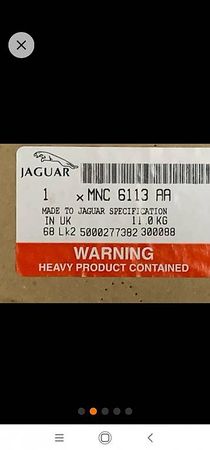 JAGUAR
1 x MNC 6113 AA
MADE TO JAGUAR SPECIFICATION
IN UK 11.0 KG
68 LK2 5000277382 300088
WARNING
HEAVY PRODUCT CONTAINED